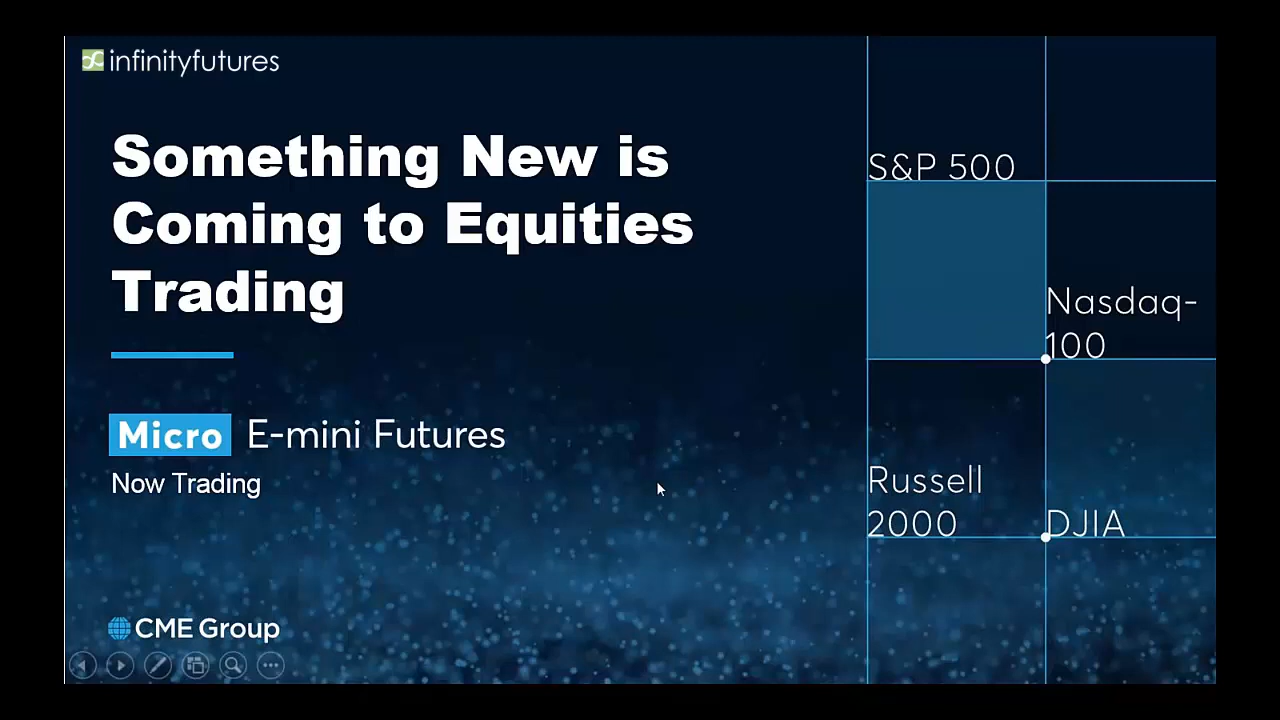 infinityfutures
Something New is
Coming to Equities
Trading
Micro E-mini Futures
Now Trading
CME Group
S&P 500
Nasdaq-
100
Russell
2000
DJIA